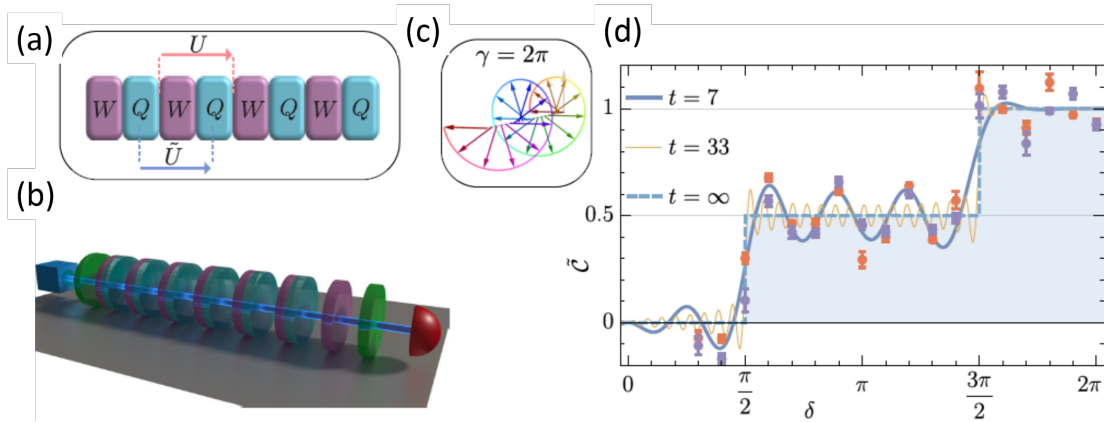 (a)
U
W Q W Q W Q W Q
Ũ
(b)
(c)
γ = 2π
(d)
t = 7
t = 33
t = ∞
1
0.5
0
C̃
0
π/2
π
3π/2
2π
δ